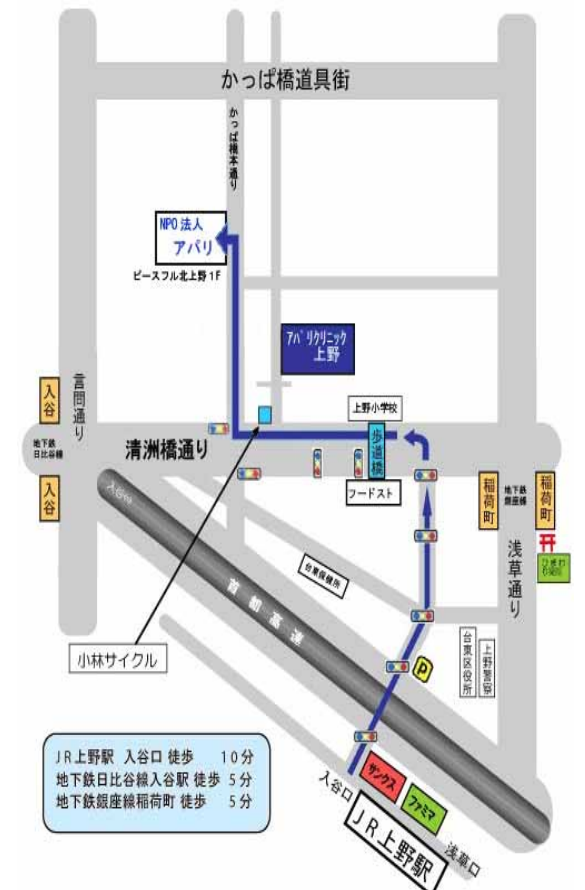 かっぱ橋道具街
かっぱ橋本通り
NPO法人
アパリ
ピースフル北上野1F
アパリクリニック
上野
入谷
言問通り
地下鉄
日比谷線
入谷
清洲橋通り
上野小学校
歩道橋
フードスト
稲荷町
地下鉄
銀座線
稲荷町
浅草通り
台東保健所
首都高速
小林サイクル
台東区役所
上野警察
P
JR上野駅 入谷口 徒歩 10分
地下鉄日比谷線入谷駅 徒歩 5分
地下鉄銀座線稲荷町 徒歩 5分
入谷口
サンクス
ファミマ
JR上野駅
浅草口